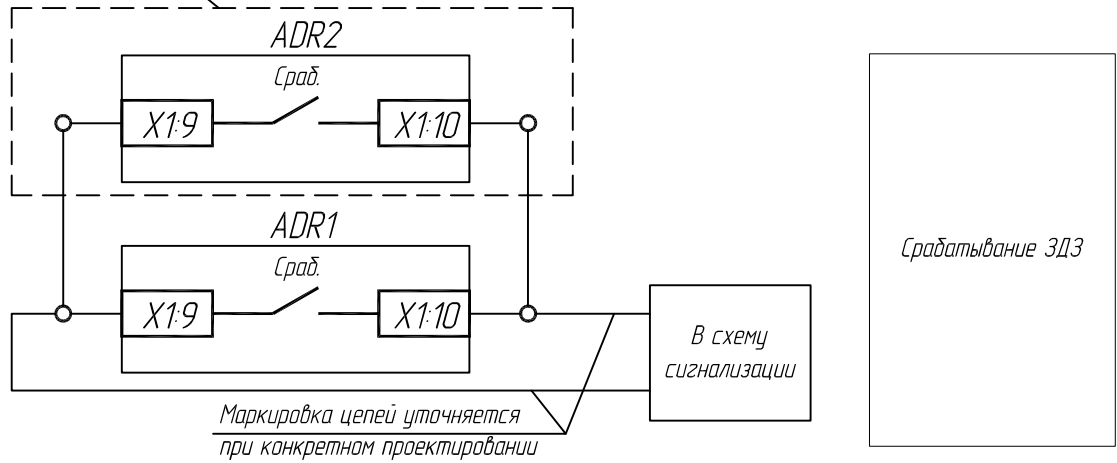 ADR2
Сраб.
X1:9
X1:10
ADR1
Сраб.
X1:9
X1:10
В схему
сигнализации
Маркировка цепей уточняется
при конкретном проектировании
Срабатывание ЗДЗ